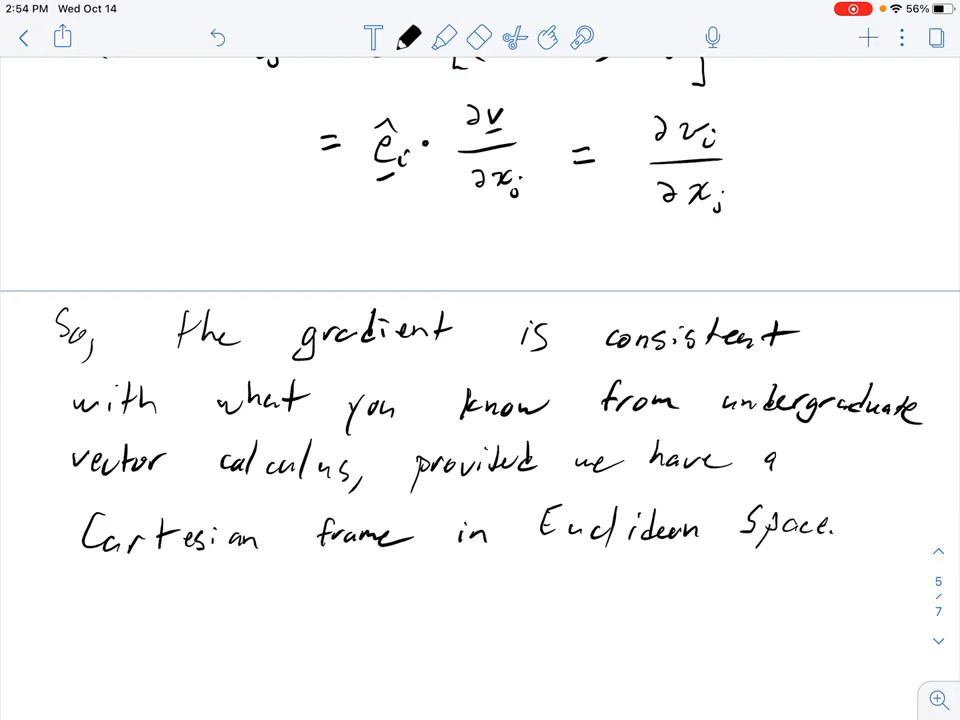 2:54 PM Wed Oct 14
56%
= ê_i · ∂v/∂x_j = ∂v_i/∂x_j
So, the gradient is consistent
with what you know from undergraduate
vector calculus, provided we have a
Cartesian frame in Euclidean Space.
5
/
7